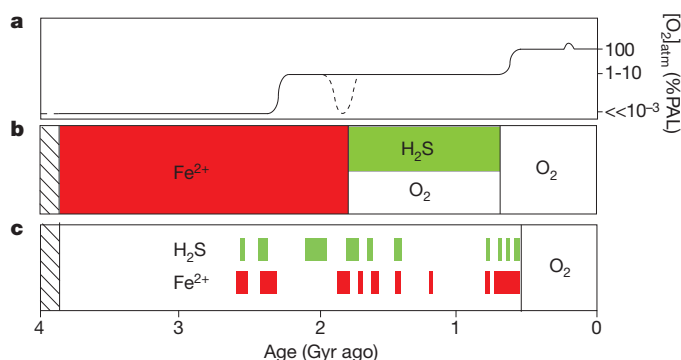 a
[O₂]atm (%PAL)
100
1-10
<<10⁻³
b
Fe²⁺
H₂S
O₂
O₂
c
H₂S
Fe²⁺
O₂
4 3 2 1 0
Age (Gyr ago)